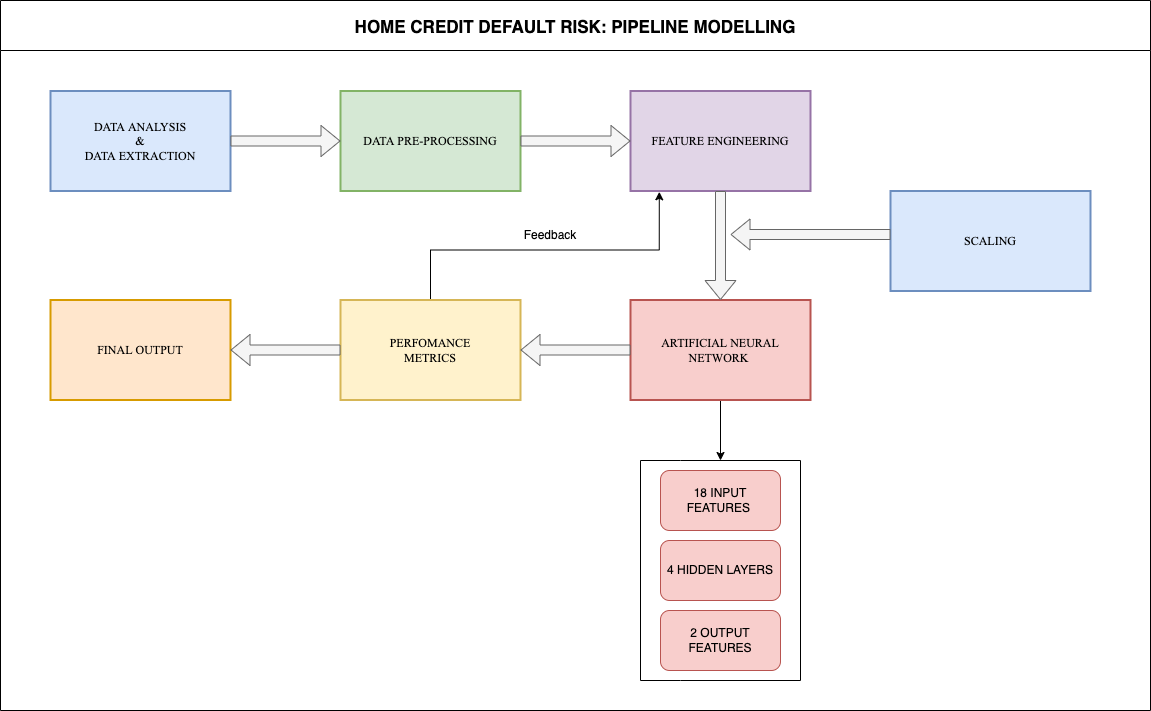 HOME CREDIT DEFAULT RISK: PIPELINE MODELLING
DATA ANALYSIS
&
DATA EXTRACTION
DATA PRE-PROCESSING
FEATURE ENGINEERING
SCALING
Feedback
FINAL OUTPUT
PERFOMANCE
METRICS
ARTIFICIAL NEURAL
NETWORK
18 INPUT
FEATURES
4 HIDDEN LAYERS
2 OUTPUT
FEATURES